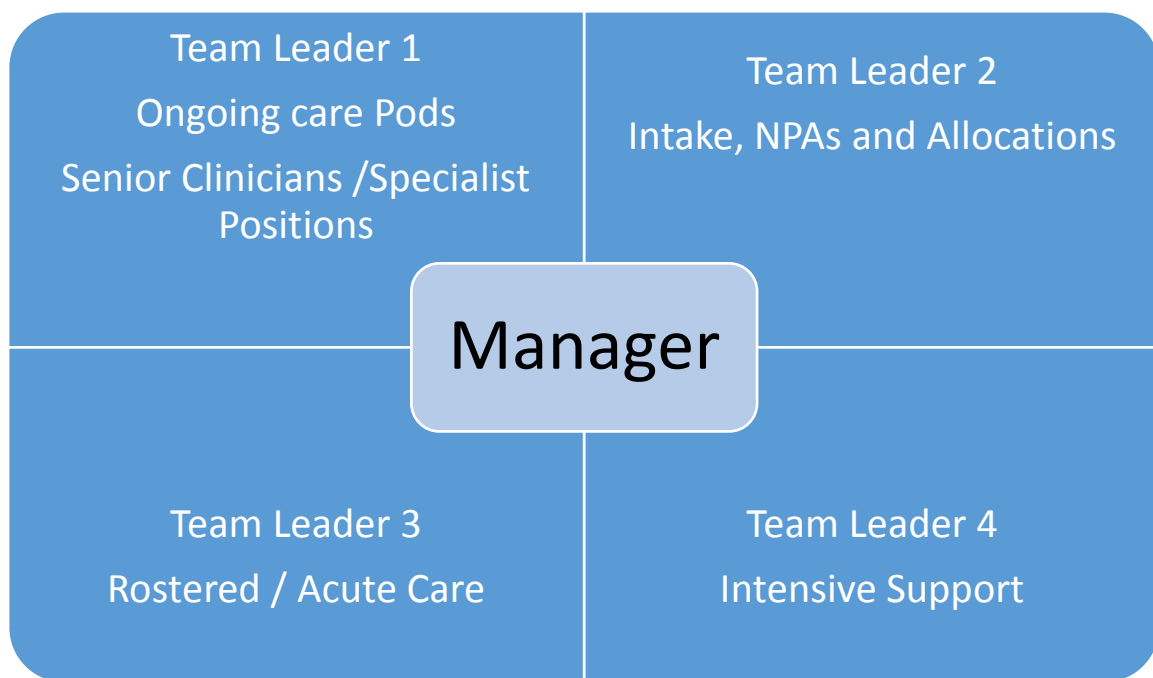 Team Leader 1
Ongoing care Pods
Senior Clinicians /Specialist
Positions
Team Leader 2
Intake, NPAs and Allocations
Manager
Team Leader 3
Rostered / Acute Care
Team Leader 4
Intensive Support